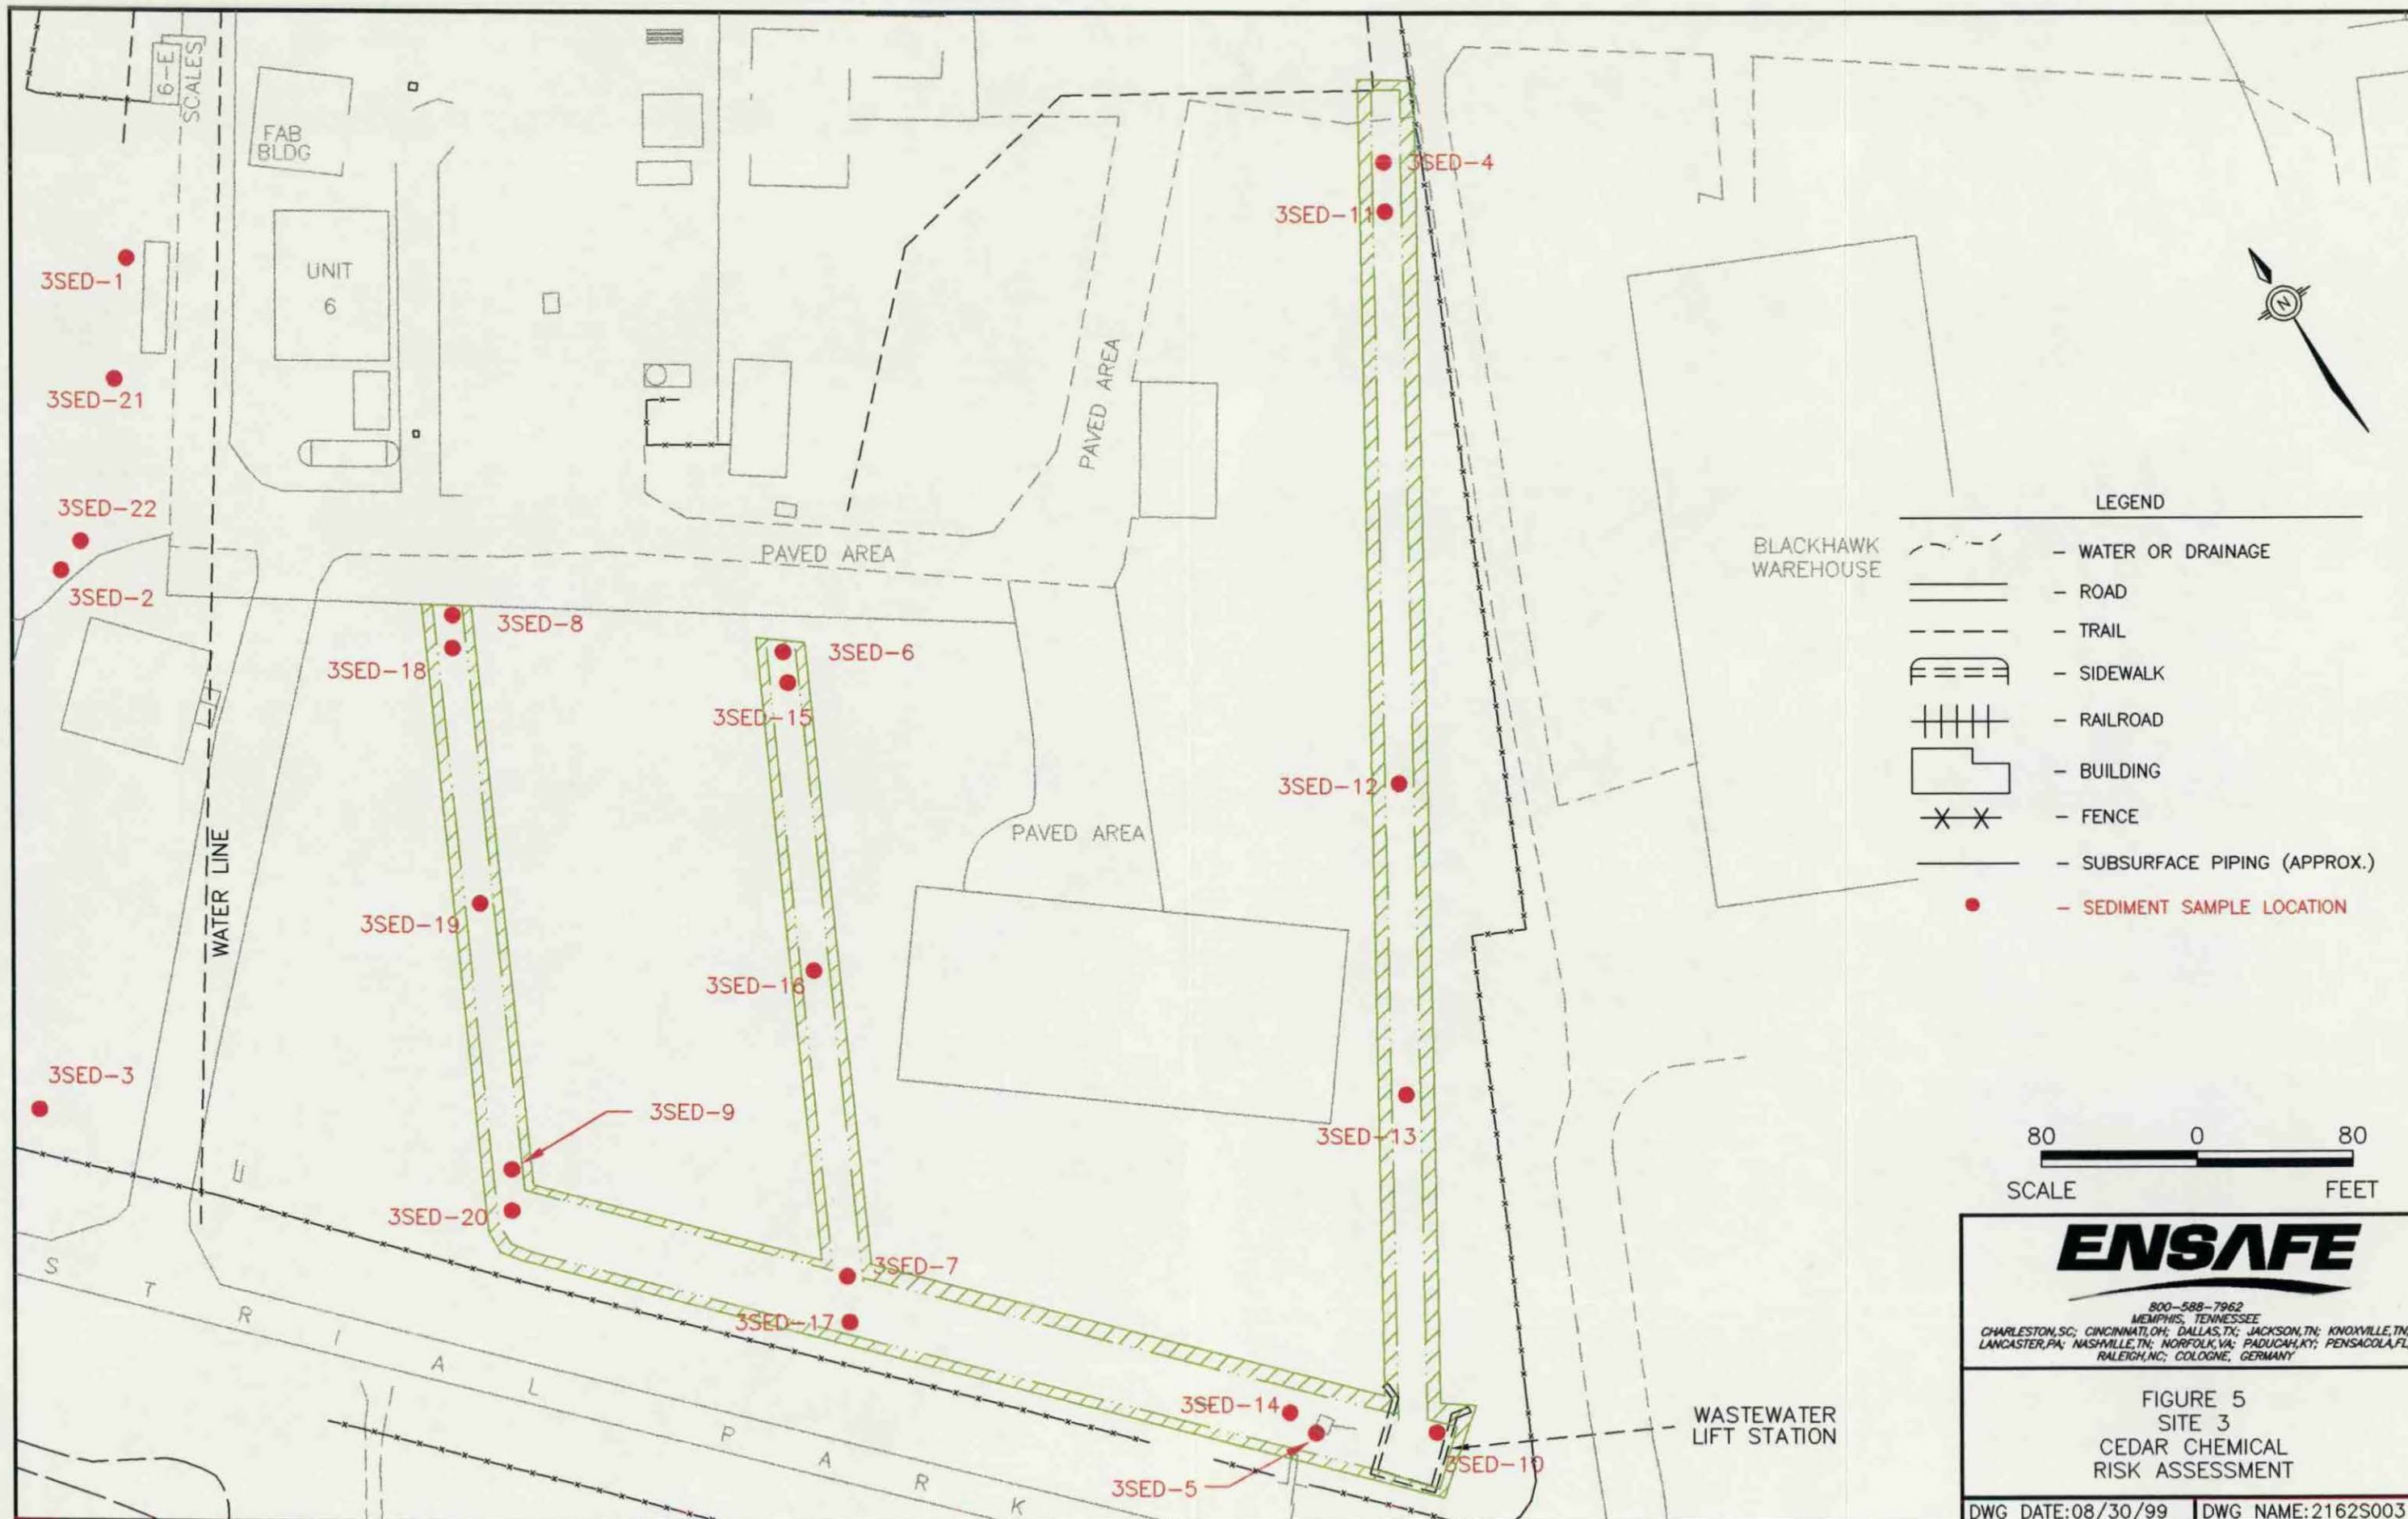 6-E
SCALES
FAB
BLDG
UNIT
6
3SED-1
3SED-21
3SED-22
3SED-2
3SED-3
WATER LINE
3SED-4
3SED-11
PAVED AREA
PAVED AREA
PAVED AREA
3SED-8
3SED-18
3SED-6
3SED-15
3SED-12
3SED-19
3SED-16
3SED-9
3SED-20
3SED-13
3SED-7
3SED-17
3SED-14
3SED-5
3SED-10
WASTEWATER
LIFT STATION
STRIAL PARK
BLACKHAWK
WAREHOUSE
N
LEGEND
- WATER OR DRAINAGE
- ROAD
- TRAIL
- SIDEWALK
- RAILROAD
- BUILDING
- FENCE
- SUBSURFACE PIPING (APPROX.)
- SEDIMENT SAMPLE LOCATION
80 0 80
SCALE FEET
ENSAFE
800-588-7962
MEMPHIS, TENNESSEE
CHARLESTON,SC; CINCINNATI,OH; DALLAS,TX; JACKSON,TN; KNOXVILLE,TN;
LANCASTER,PA; NASHVILLE,TN; NORFOLK,VA; PADUCAH,KY; PENSACOLA,FL;
RALEIGH,NC; COLOGNE, GERMANY
FIGURE 5
SITE 3
CEDAR CHEMICAL
RISK ASSESSMENT
DWG DATE:08/30/99 DWG NAME:2162S003